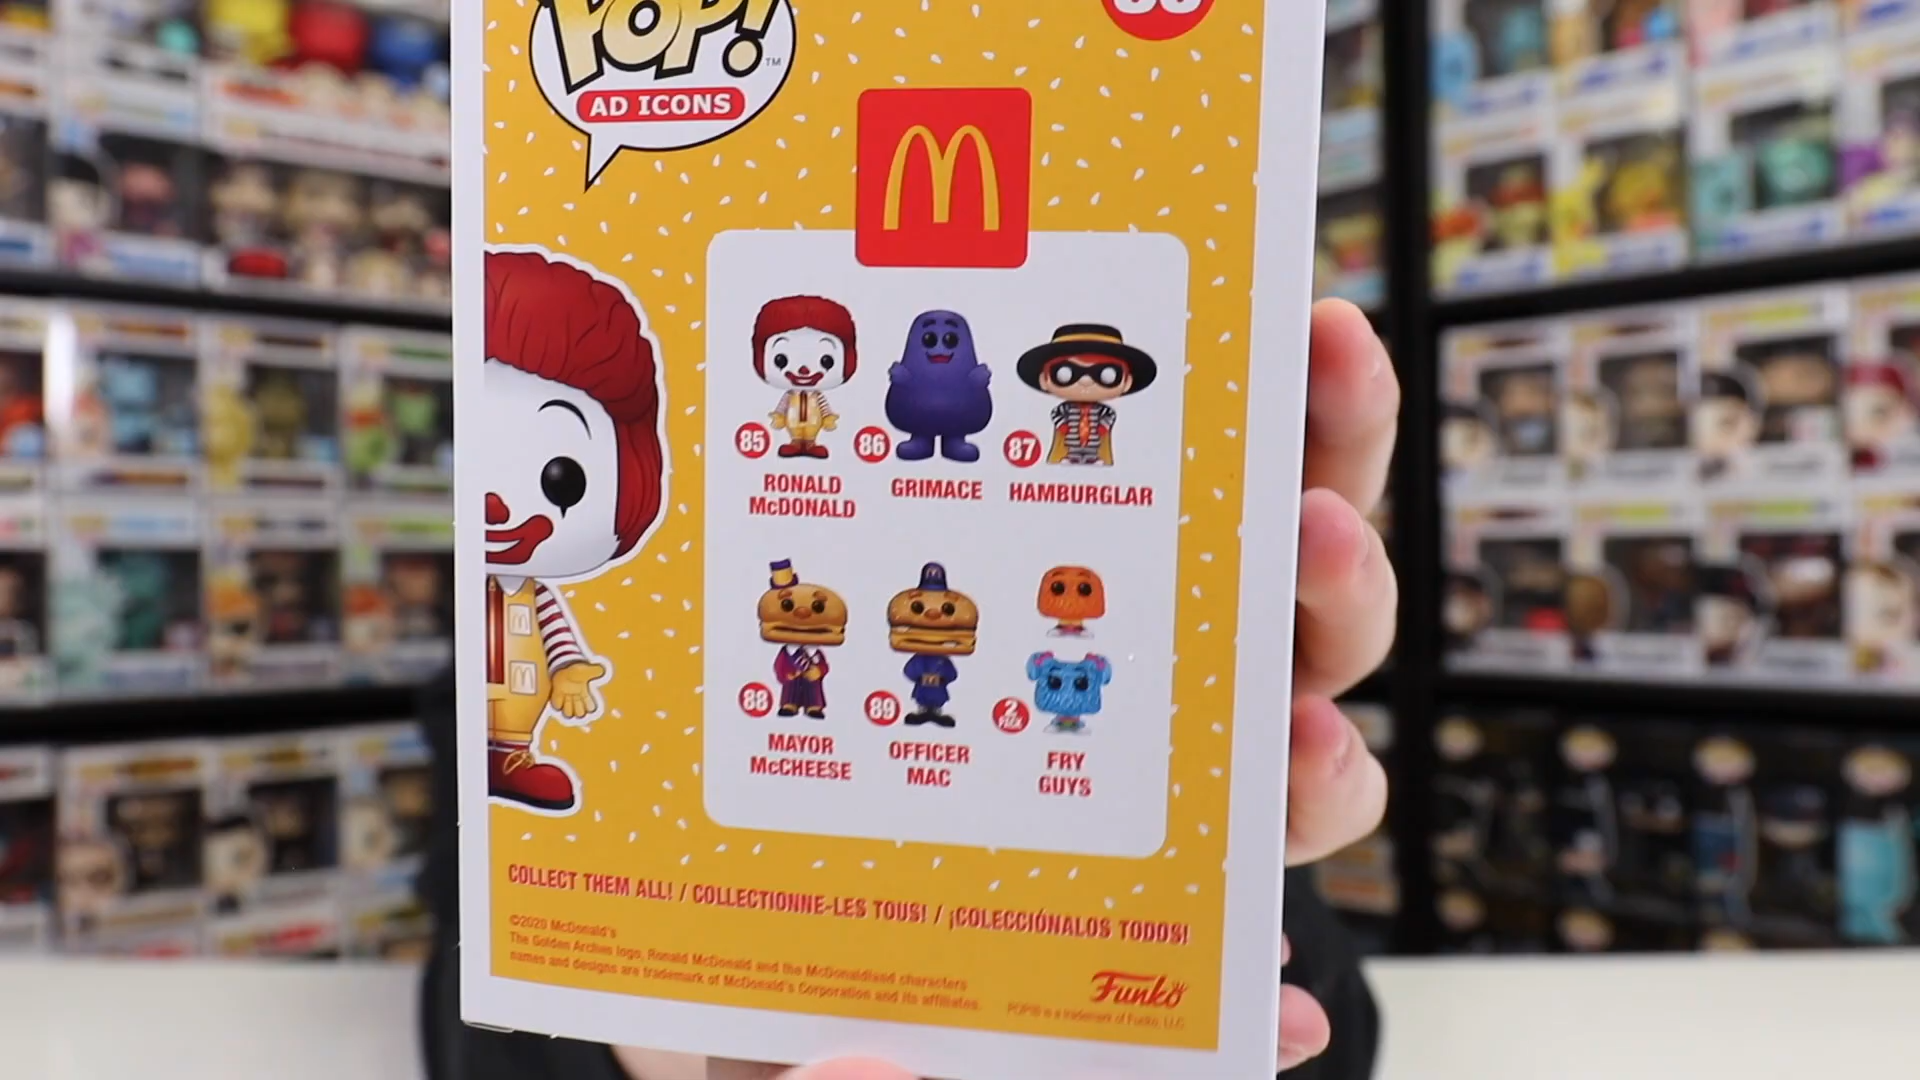 POP!
TM
AD ICONS
85
86
87
RONALD
McDONALD
GRIMACE
HAMBURGLAR
88
89
2
PACK
MAYOR
McCHEESE
OFFICER
MAC
FRY
GUYS
COLLECT THEM ALL! / COLLECTIONNE-LES TOUS! / ¡COLECCIÓNALOS TODOS!
©2020 McDonald's
The Golden Arches logo, Ronald McDonald and the McDonaldland characters
names and designs are trademark of McDonald's Corporation and its affiliates.
Funko
POP!® is a trademark of Funko, LLC